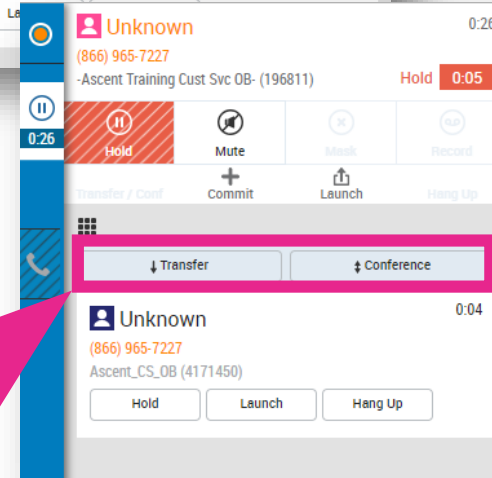 La
Unknown 0:26
(866) 965-7227
-Ascent Training Cust Svc OB- (196811) Hold 0:05
0:26
Hold Mute Mask Record
Transfer / Conf Commit Launch Hang Up
Transfer Conference
Unknown 0:04
(866) 965-7227
Ascent_CS_OB (4171450)
Hold Launch Hang Up